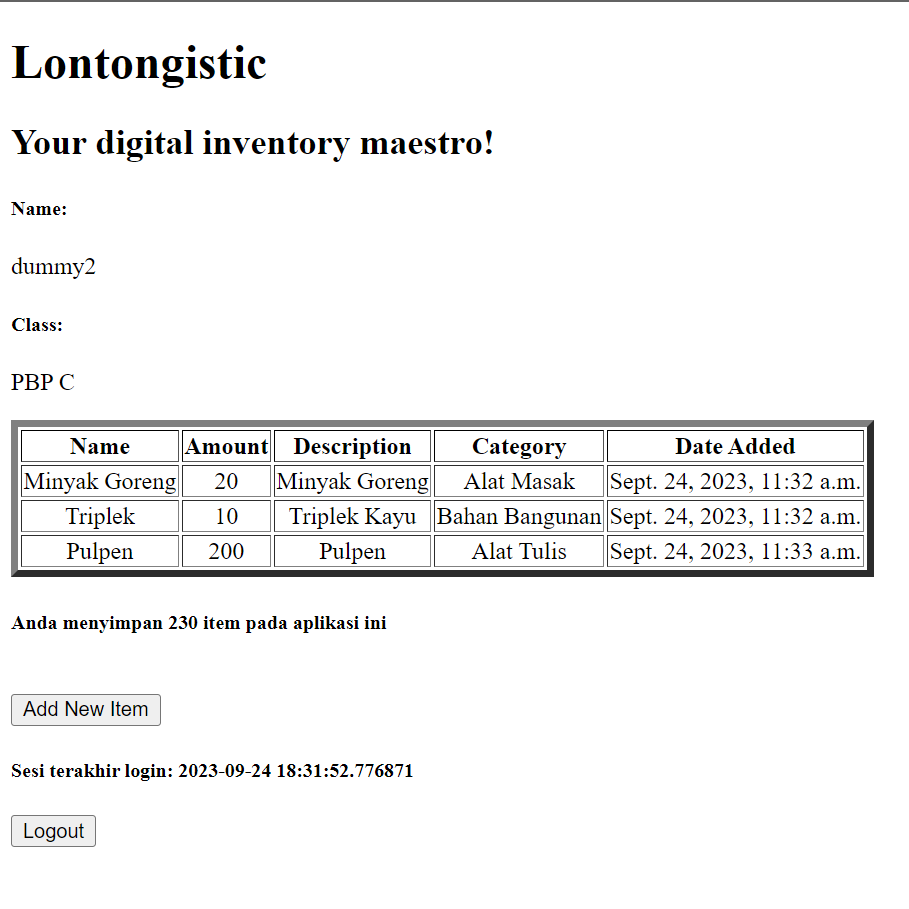 Lontongistic
Your digital inventory maestro!
Name:
dummy2
Class:
PBP C
Name Amount Description Category Date Added
Minyak Goreng 20 Minyak Goreng Alat Masak Sept. 24, 2023, 11:32 a.m.
Triplek 10 Triplek Kayu Bahan Bangunan Sept. 24, 2023, 11:32 a.m.
Pulpen 200 Pulpen Alat Tulis Sept. 24, 2023, 11:33 a.m.
Anda menyimpan 230 item pada aplikasi ini
Add New Item
Sesi terakhir login: 2023-09-24 18:31:52.776871
Logout